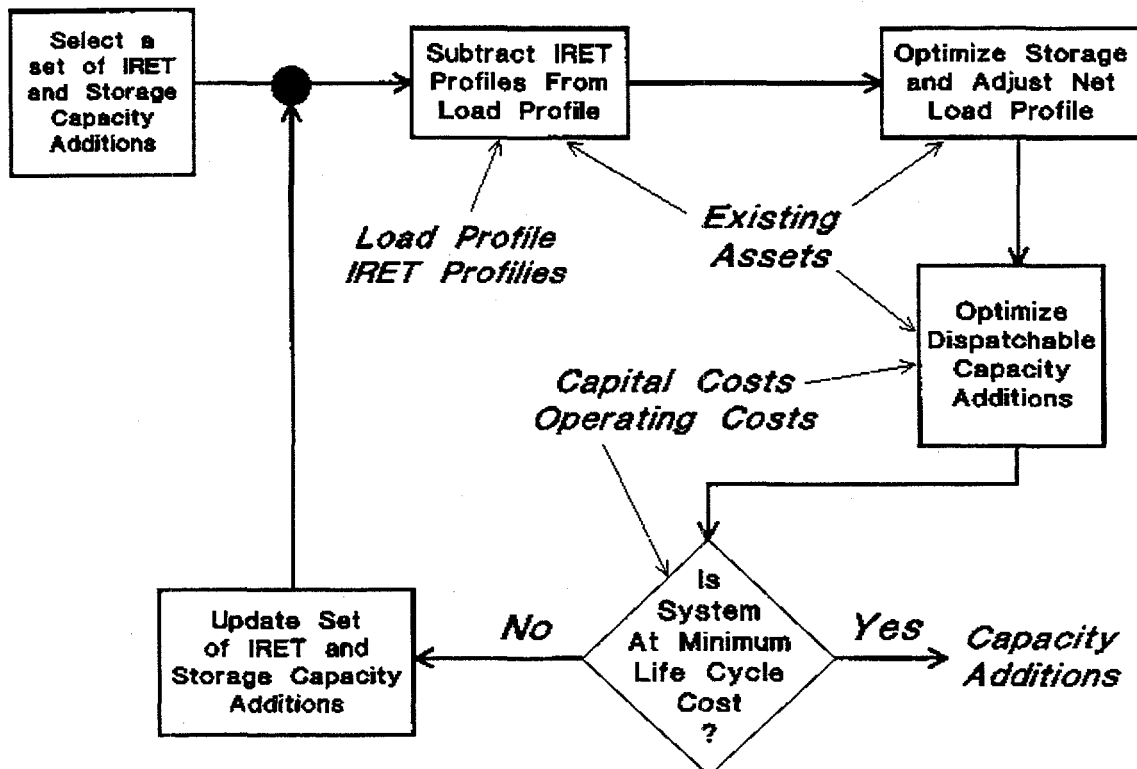 Select a
set of IRET
and Storage
Capacity
Additions
Subtract IRET
Profiles From
Load Profile
Optimize Storage
and Adjust Net
Load Profile
Load Profile
IRET Profilies
Existing
Assets
Optimize
Dispatchable
Capacity
Additions
Capital Costs
Operating Costs
Is
System
At Minimum
Life Cycle
Cost
?
No
Yes
Update Set
of IRET and
Storage Capacity
Additions
Capacity
Additions